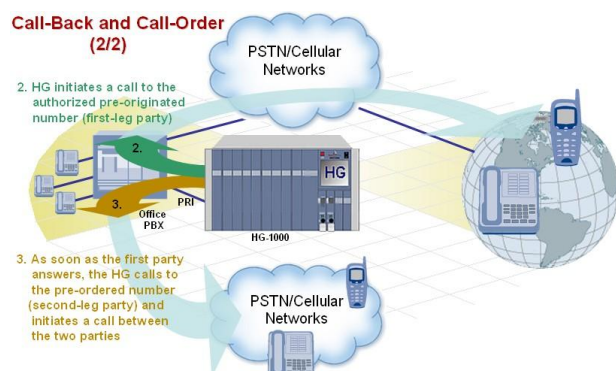 Call-Back and Call-Order
(2/2)
PSTN/Cellular
Networks
2. HG initiates a call to the
authorized pre-originated
number (first-leg party)
2.
3.
HG
Office
PBX
PRI
HG-1000
3. As soon as the first party
answers, the HG calls to
the pre-ordered number
(second-leg party) and
initiates a call between
the two parties
PSTN/Cellular
Networks